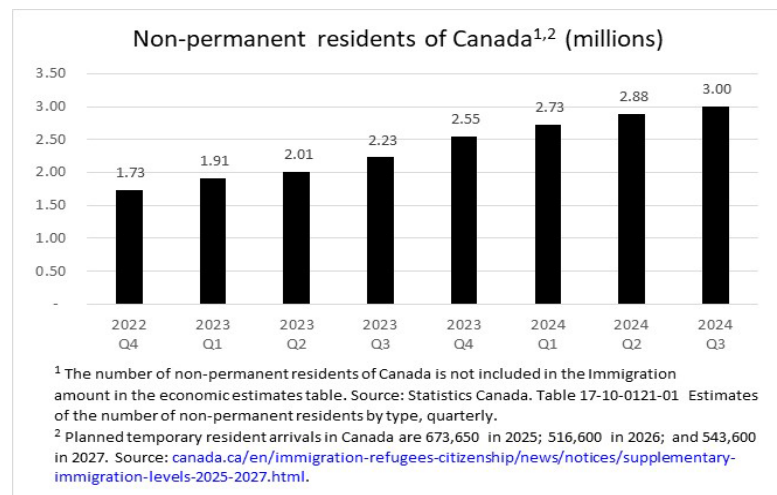 Non-permanent residents of Canada1,2 (millions)
3.50
3.00
2.50
2.00
1.50
1.00
0.50
-
1.73
1.91
2.01
2.23
2.55
2.73
2.88
3.00
2022 2023 2023 2023 2023 2024 2024 2024
Q4 Q1 Q2 Q3 Q4 Q1 Q2 Q3
1 The number of non-permanent residents of Canada is not included in the Immigration
amount in the economic estimates table. Source: Statistics Canada. Table 17-10-0121-01 Estimates
of the number of non-permanent residents by type, quarterly.
2 Planned temporary resident arrivals in Canada are 673,650 in 2025; 516,600 in 2026; and 543,600
in 2027. Source: canada.ca/en/immigration-refugees-citizenship/news/notices/supplementary-
immigration-levels-2025-2027.html.